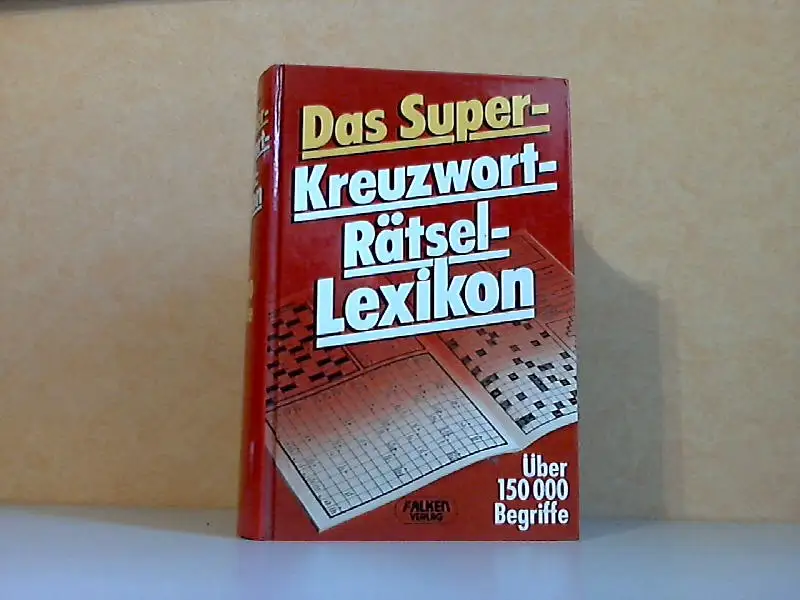 Das Super-
Kreuzwort-
Rätsel-
Lexikon
Über
150 000
Begriffe
FALKEN
VERLAG